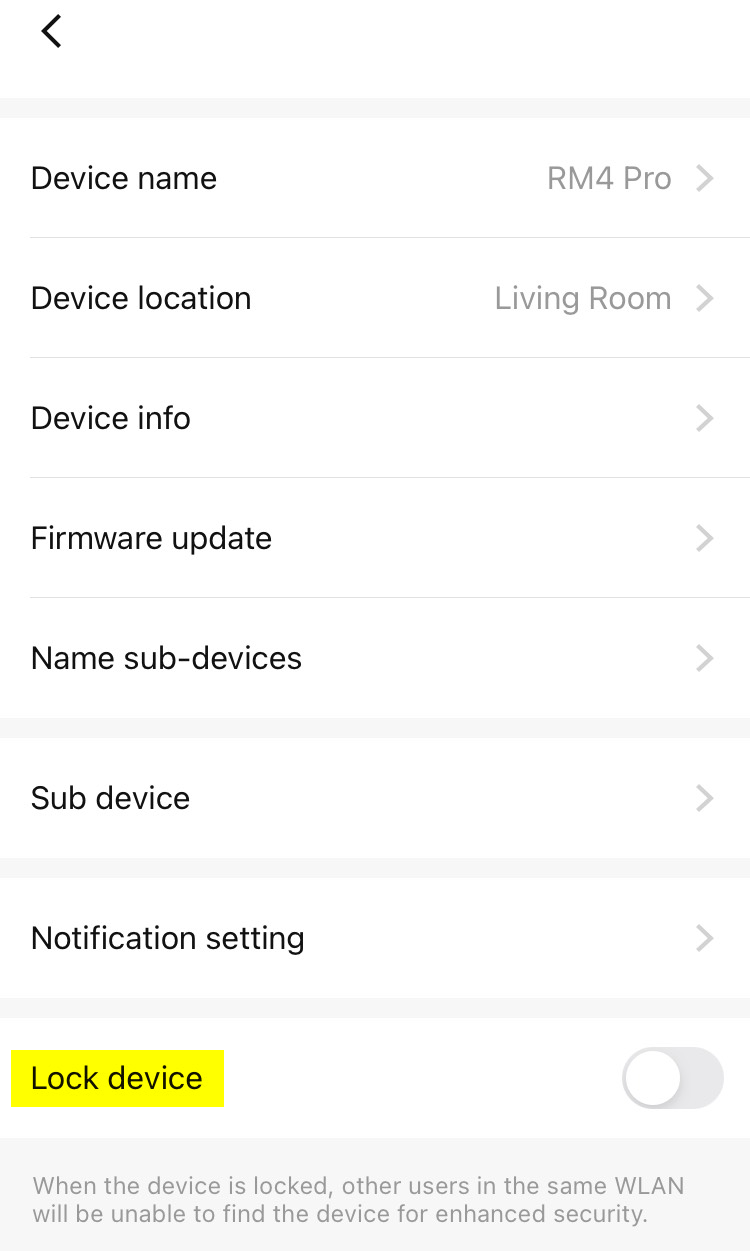 Device name RM4 Pro
Device location Living Room
Device info
Firmware update
Name sub-devices
Sub device
Notification setting
Lock device
When the device is locked, other users in the same WLAN
will be unable to find the device for enhanced security.